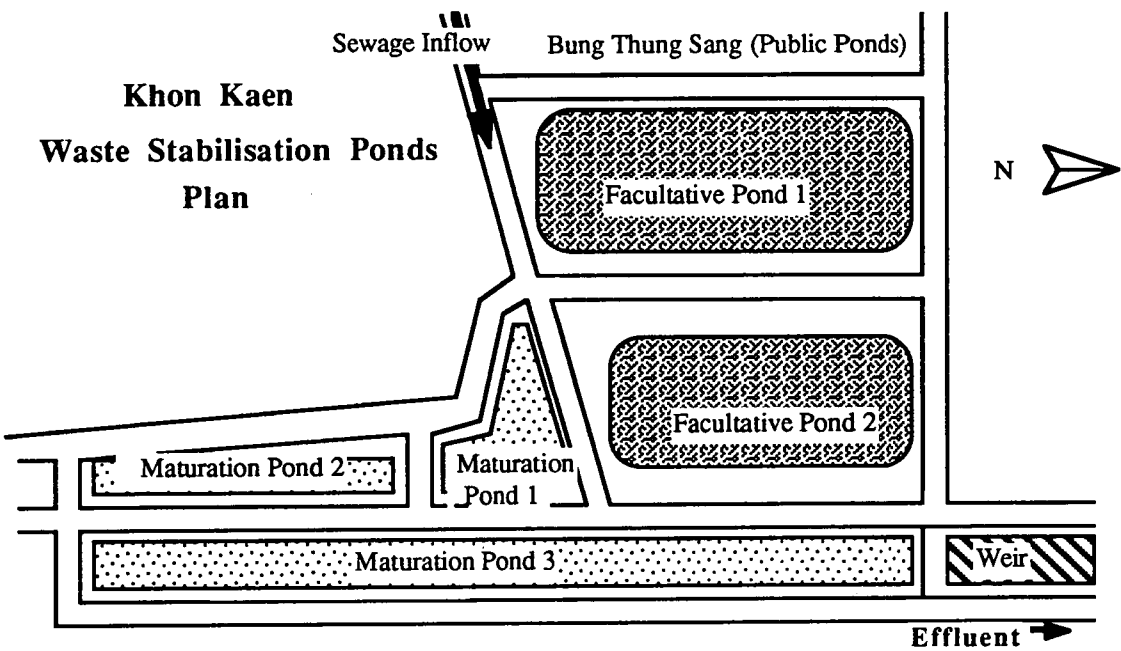 Sewage Inflow
Bung Thung Sang (Public Ponds)
Khon Kaen
Waste Stabilisation Ponds
Plan
N
Facultative Pond 1
Facultative Pond 2
Maturation Pond 2
Maturation
Pond 1
Maturation Pond 3
Weir
Effluent